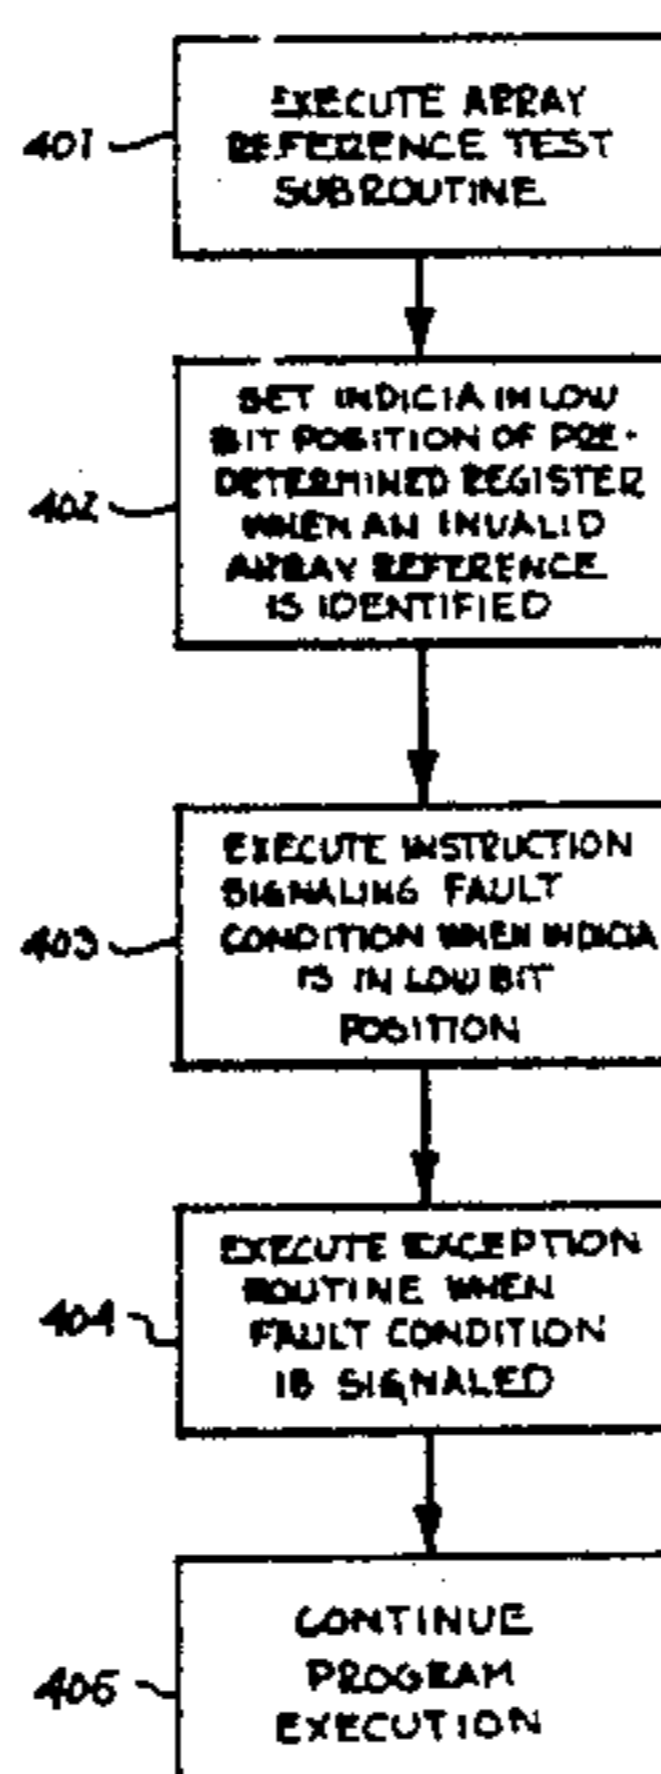 EXECUTE ARRAY
401
REFERENCE TEST
SUBROUTINE
SET INDICIA IN LOW
BIT POSITION OF PRE-
DETERMINED REGISTER
402
WHEN AN INVALID
ARRAY REFERENCE
IS IDENTIFIED
EXECUTE INSTRUCTION
SIGNALING FAULT
403
CONDITION WHEN INDICIA
IS IN LOW BIT
POSITION
EXECUTE EXCEPTION
ROUTINE WHEN
404
FAULT CONDITION
IS SIGNALED
CONTINUE
405
PROGRAM
EXECUTION